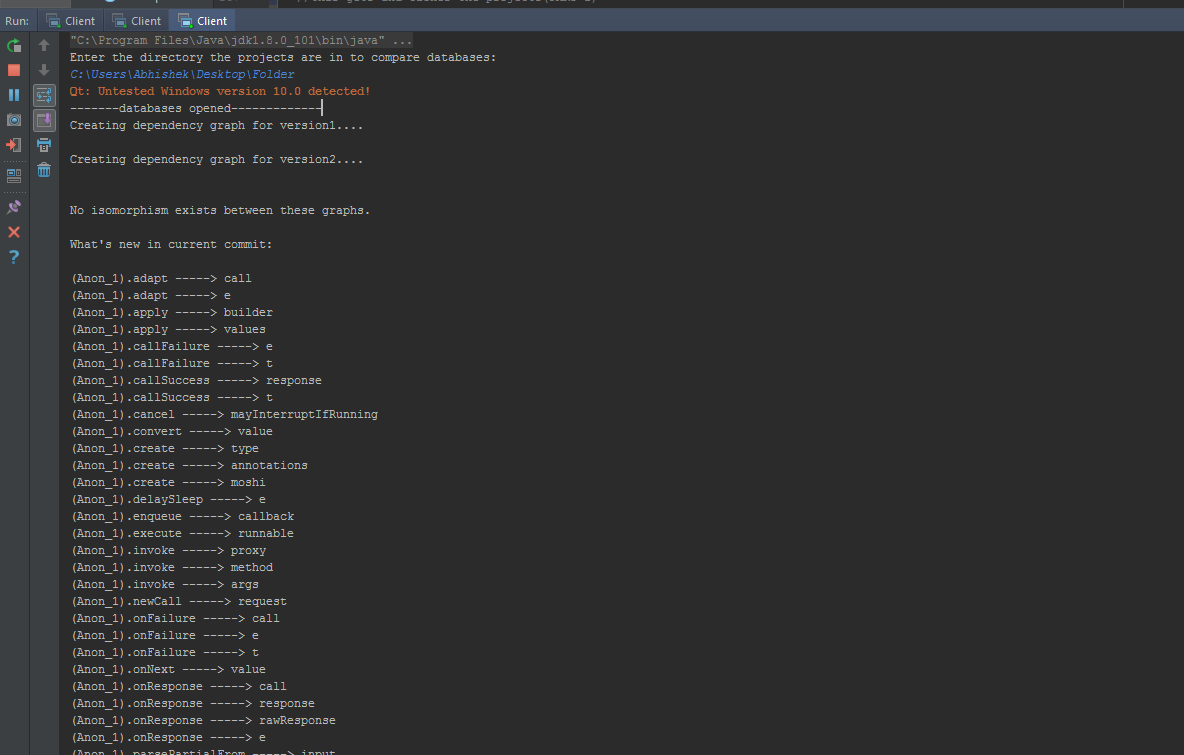 Run: Client Client Client
"C:\Program Files\Java\jdk1.8.0_101\bin\java" ...
Enter the directory the projects are in to compare databases:
C:\Users\Abhishek\Desktop\Folder
Qt: Untested Windows version 10.0 detected!
-------databases opened-------------
Creating dependency graph for version1....
Creating dependency graph for version2....
No isomorphism exists between these graphs.
What's new in current commit:
(Anon_1).adapt -----> call
(Anon_1).adapt -----> e
(Anon_1).apply -----> builder
(Anon_1).apply -----> values
(Anon_1).callFailure -----> e
(Anon_1).callFailure -----> t
(Anon_1).callSuccess -----> response
(Anon_1).callSuccess -----> t
(Anon_1).cancel -----> mayInterruptIfRunning
(Anon_1).convert -----> value
(Anon_1).create -----> type
(Anon_1).create -----> annotations
(Anon_1).create -----> moshi
(Anon_1).delaySleep -----> e
(Anon_1).enqueue -----> callback
(Anon_1).execute -----> runnable
(Anon_1).invoke -----> proxy
(Anon_1).invoke -----> method
(Anon_1).invoke -----> args
(Anon_1).newCall -----> request
(Anon_1).onFailure -----> call
(Anon_1).onFailure -----> e
(Anon_1).onFailure -----> t
(Anon_1).onNext -----> value
(Anon_1).onResponse -----> call
(Anon_1).onResponse -----> response
(Anon_1).onResponse -----> rawResponse
(Anon_1).onResponse -----> e
(Anon_1).parsePartialFrom -----> input